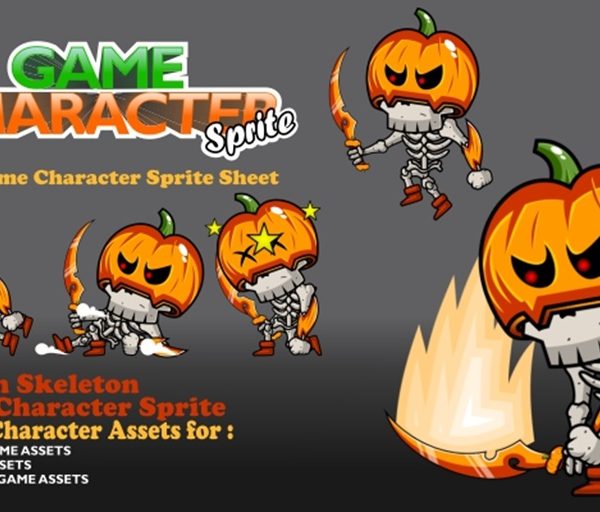 GAME
HARACTER
Sprite
me Character Sprite Sheet
n Skeleton
Character Sprite
Character Assets for :
ME ASSETS
SETS
GAME ASSETS